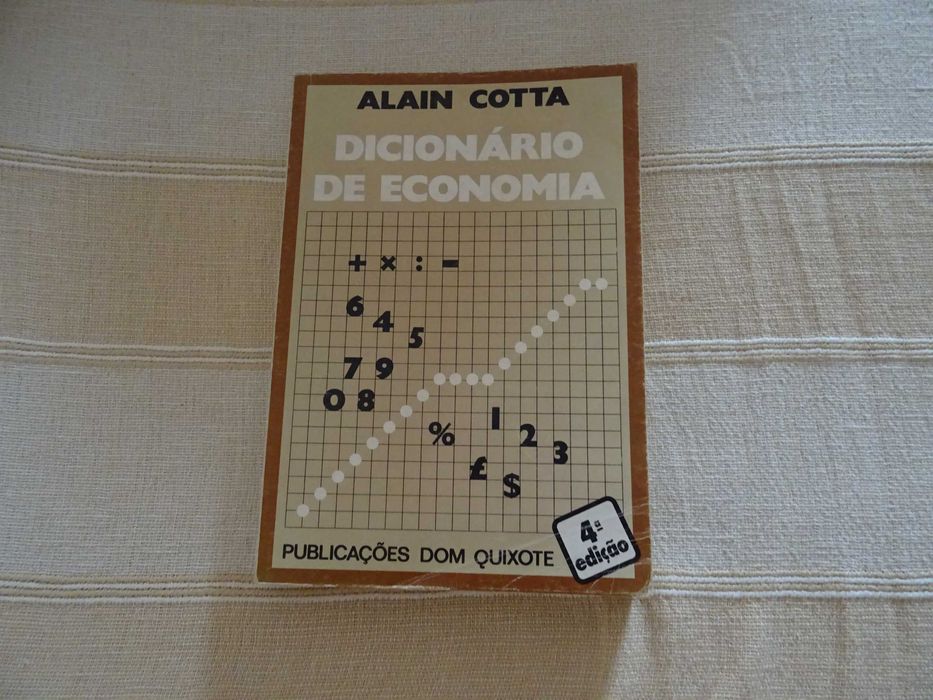 ALAIN COTTA
DICIONÁRIO
DE ECONOMIA
+ × : -
6
4
5
7 9
0 8
1
% 2
3
£
$
4ª
edição
PUBLICAÇÕES DOM QUIXOTE